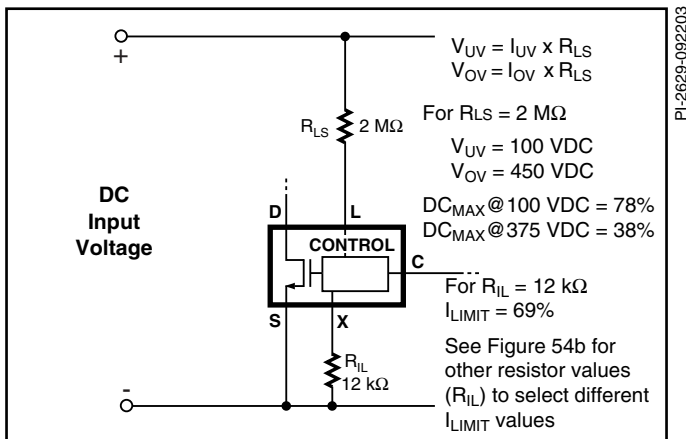 +
DC
Input
Voltage
-
R_LS 2 MΩ
D L
CONTROL
C
S X
R_IL
12 kΩ
V_UV = I_UV x R_LS
V_OV = I_OV x R_LS
For R_LS = 2 MΩ
V_UV = 100 VDC
V_OV = 450 VDC
DC_MAX@100 VDC = 78%
DC_MAX@375 VDC = 38%
For R_IL = 12 kΩ
I_LIMIT = 69%
See Figure 54b for
other resistor values
(R_IL) to select different
I_LIMIT values
PI-2629-092203